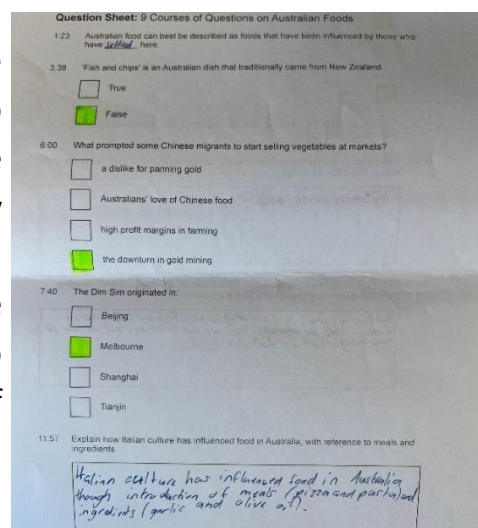 Question Sheet: 9 Courses of Questions on Australian Foods
1:23 Australian food can best be described as foods that have been influenced by those who
have settled here.
3:38 'Fish and chips' is an Australian dish that traditionally came from New Zealand.
True
False
6:00 What prompted some Chinese migrants to start selling vegetables at markets?
a dislike for panning gold
Australians' love of Chinese food
high profit margins in farming
the downturn in gold mining
7:40 The Dim Sim originated in:
Beijing
Melbourne
Shanghai
Tianjin
11:57 Explain how Italian culture has influenced food in Australia, with reference to meals and
ingredients.
Italian culture has influenced food in Australia
though introduction of meals (pizza and pasta) and
ingredients (garlic and olive oil).